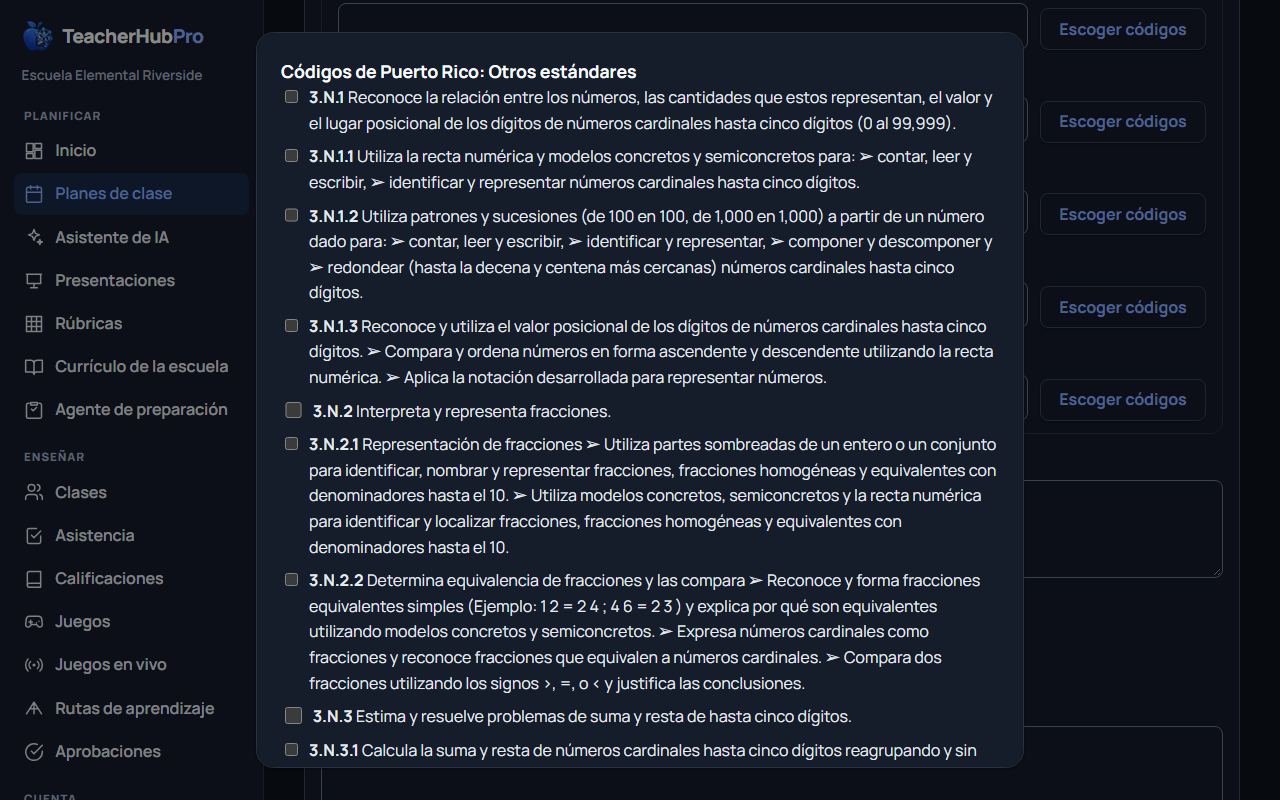 TeacherHubPro
Escuela Elemental Riverside
PLANIFICAR
Inicio
Planes de clase
Asistente de IA
Presentaciones
Rúbricas
Currículo de la escuela
Agente de preparación
ENSEÑAR
Clases
Asistencia
Calificaciones
Juegos
Juegos en vivo
Rutas de aprendizaje
Aprobaciones
CUENTA
Códigos de Puerto Rico: Otros estándares
3.N.1 Reconoce la relación entre los números, las cantidades que estos representan, el valor y
el lugar posicional de los dígitos de números cardinales hasta cinco dígitos (0 al 99,999).
3.N.1.1 Utiliza la recta numérica y modelos concretos y semiconcretos para: ➢ contar, leer y
escribir, ➢ identificar y representar números cardinales hasta cinco dígitos.
3.N.1.2 Utiliza patrones y sucesiones (de 100 en 100, de 1,000 en 1,000) a partir de un número
dado para: ➢ contar, leer y escribir, ➢ identificar y representar, ➢ componer y descomponer y
➢ redondear (hasta la decena y centena más cercanas) números cardinales hasta cinco
dígitos.
3.N.1.3 Reconoce y utiliza el valor posicional de los dígitos de números cardinales hasta cinco
dígitos. ➢ Compara y ordena números en forma ascendente y descendente utilizando la recta
numérica. ➢ Aplica la notación desarrollada para representar números.
3.N.2 Interpreta y representa fracciones.
3.N.2.1 Representación de fracciones ➢ Utiliza partes sombreadas de un entero o un conjunto
para identificar, nombrar y representar fracciones, fracciones homogéneas y equivalentes con
denominadores hasta el 10. ➢ Utiliza modelos concretos, semiconcretos y la recta numérica
para identificar y localizar fracciones, fracciones homogéneas y equivalentes con
denominadores hasta el 10.
3.N.2.2 Determina equivalencia de fracciones y las compara ➢ Reconoce y forma fracciones
equivalentes simples (Ejemplo: 1 2 = 2 4 ; 4 6 = 2 3 ) y explica por qué son equivalentes
utilizando modelos concretos y semiconcretos. ➢ Expresa números cardinales como
fracciones y reconoce fracciones que equivalen a números cardinales. ➢ Compara dos
fracciones utilizando los signos >, =, o < y justifica las conclusiones.
3.N.3 Estima y resuelve problemas de suma y resta de hasta cinco dígitos.
3.N.3.1 Calcula la suma y resta de números cardinales hasta cinco dígitos reagrupando y sin
Escoger códigos
Escoger códigos
Escoger códigos
Escoger códigos
Escoger códigos